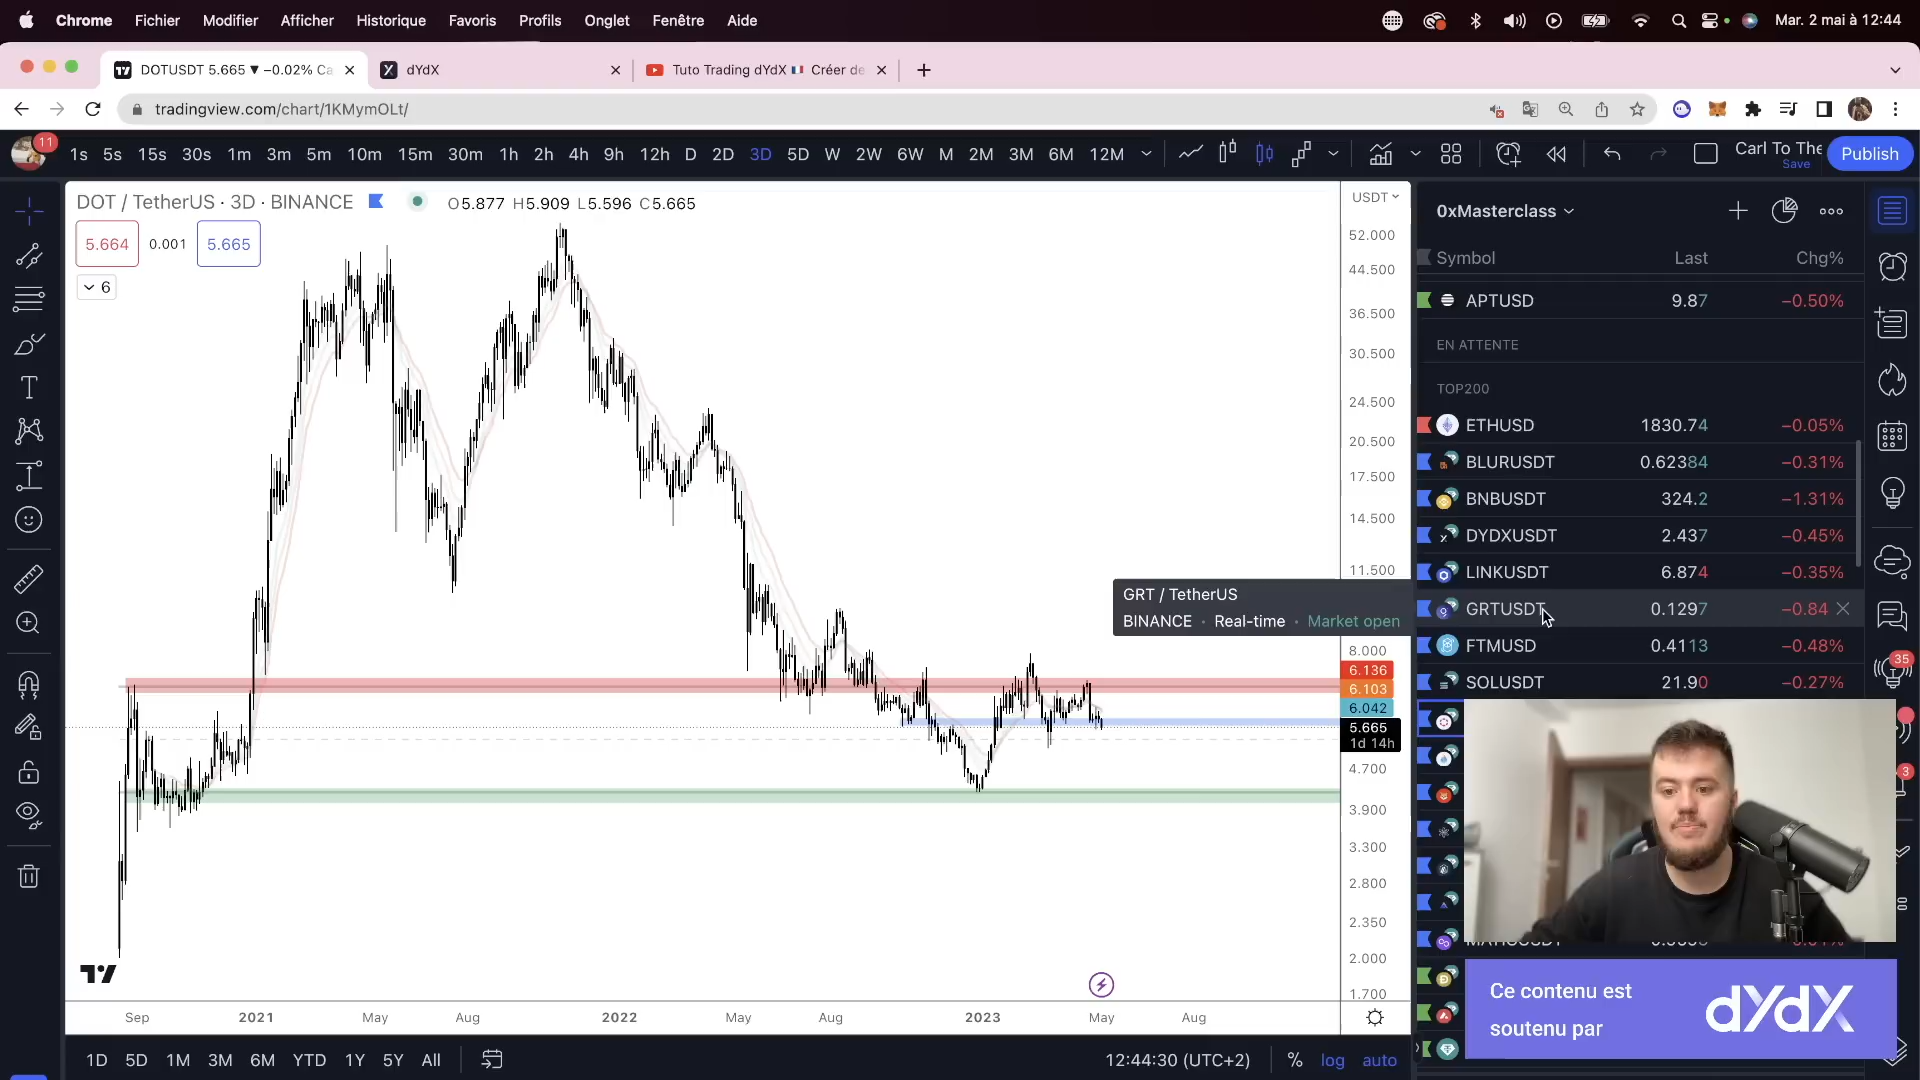 Chrome Fichier Modifier Afficher Historique Favoris Profils Onglet Fenêtre Aide
Mar. 2 mai à 12:44
DOTUSDT 5.665 ▼ −0.02% Ca
dYdX
Tuto Trading dYdX 🇫🇷 Créer de
tradingview.com/chart/1KMymOLt/
11
1s 5s 15s 30s 1m 3m 5m 10m 15m 30m 1h 2h 4h 9h 12h D 2D 3D 5D W 2W 6W M 2M 3M 6M 12M
Carl To The
Save
Publish
DOT / TetherUS · 3D · BINANCE
O5.877 H5.909 L5.596 C5.665
5.664 0.001 5.665
6
USDT
52.000
44.500
36.500
30.500
24.500
20.500
17.500
14.500
11.500
8.000
6.136
6.103
6.042
5.665
1d 14h
4.700
3.900
3.300
2.800
2.350
2.000
1.700
GRT / TetherUS
BINANCE · Real-time · Market open
Sep 2021 May Aug 2022 May Aug 2023 May Aug
1D 5D 1M 3M 6M YTD 1Y 5Y All
12:44:30 (UTC+2) % log auto
0xMasterclass
Symbol Last Chg%
APTUSD 9.87 −0.50%
EN ATTENTE
TOP200
ETHUSD 1830.74 −0.05%
BLURUSDT 0.62384 −0.31%
BNBUSDT 324.2 −1.31%
DYDXUSDT 2.437 −0.45%
LINKUSDT 6.874 −0.35%
GRTUSDT 0.1297 −0.84
FTMUSD 0.4113 −0.48%
SOLUSDT 21.90 −0.27%
35
3
Ce contenu est
soutenu par
dYdX